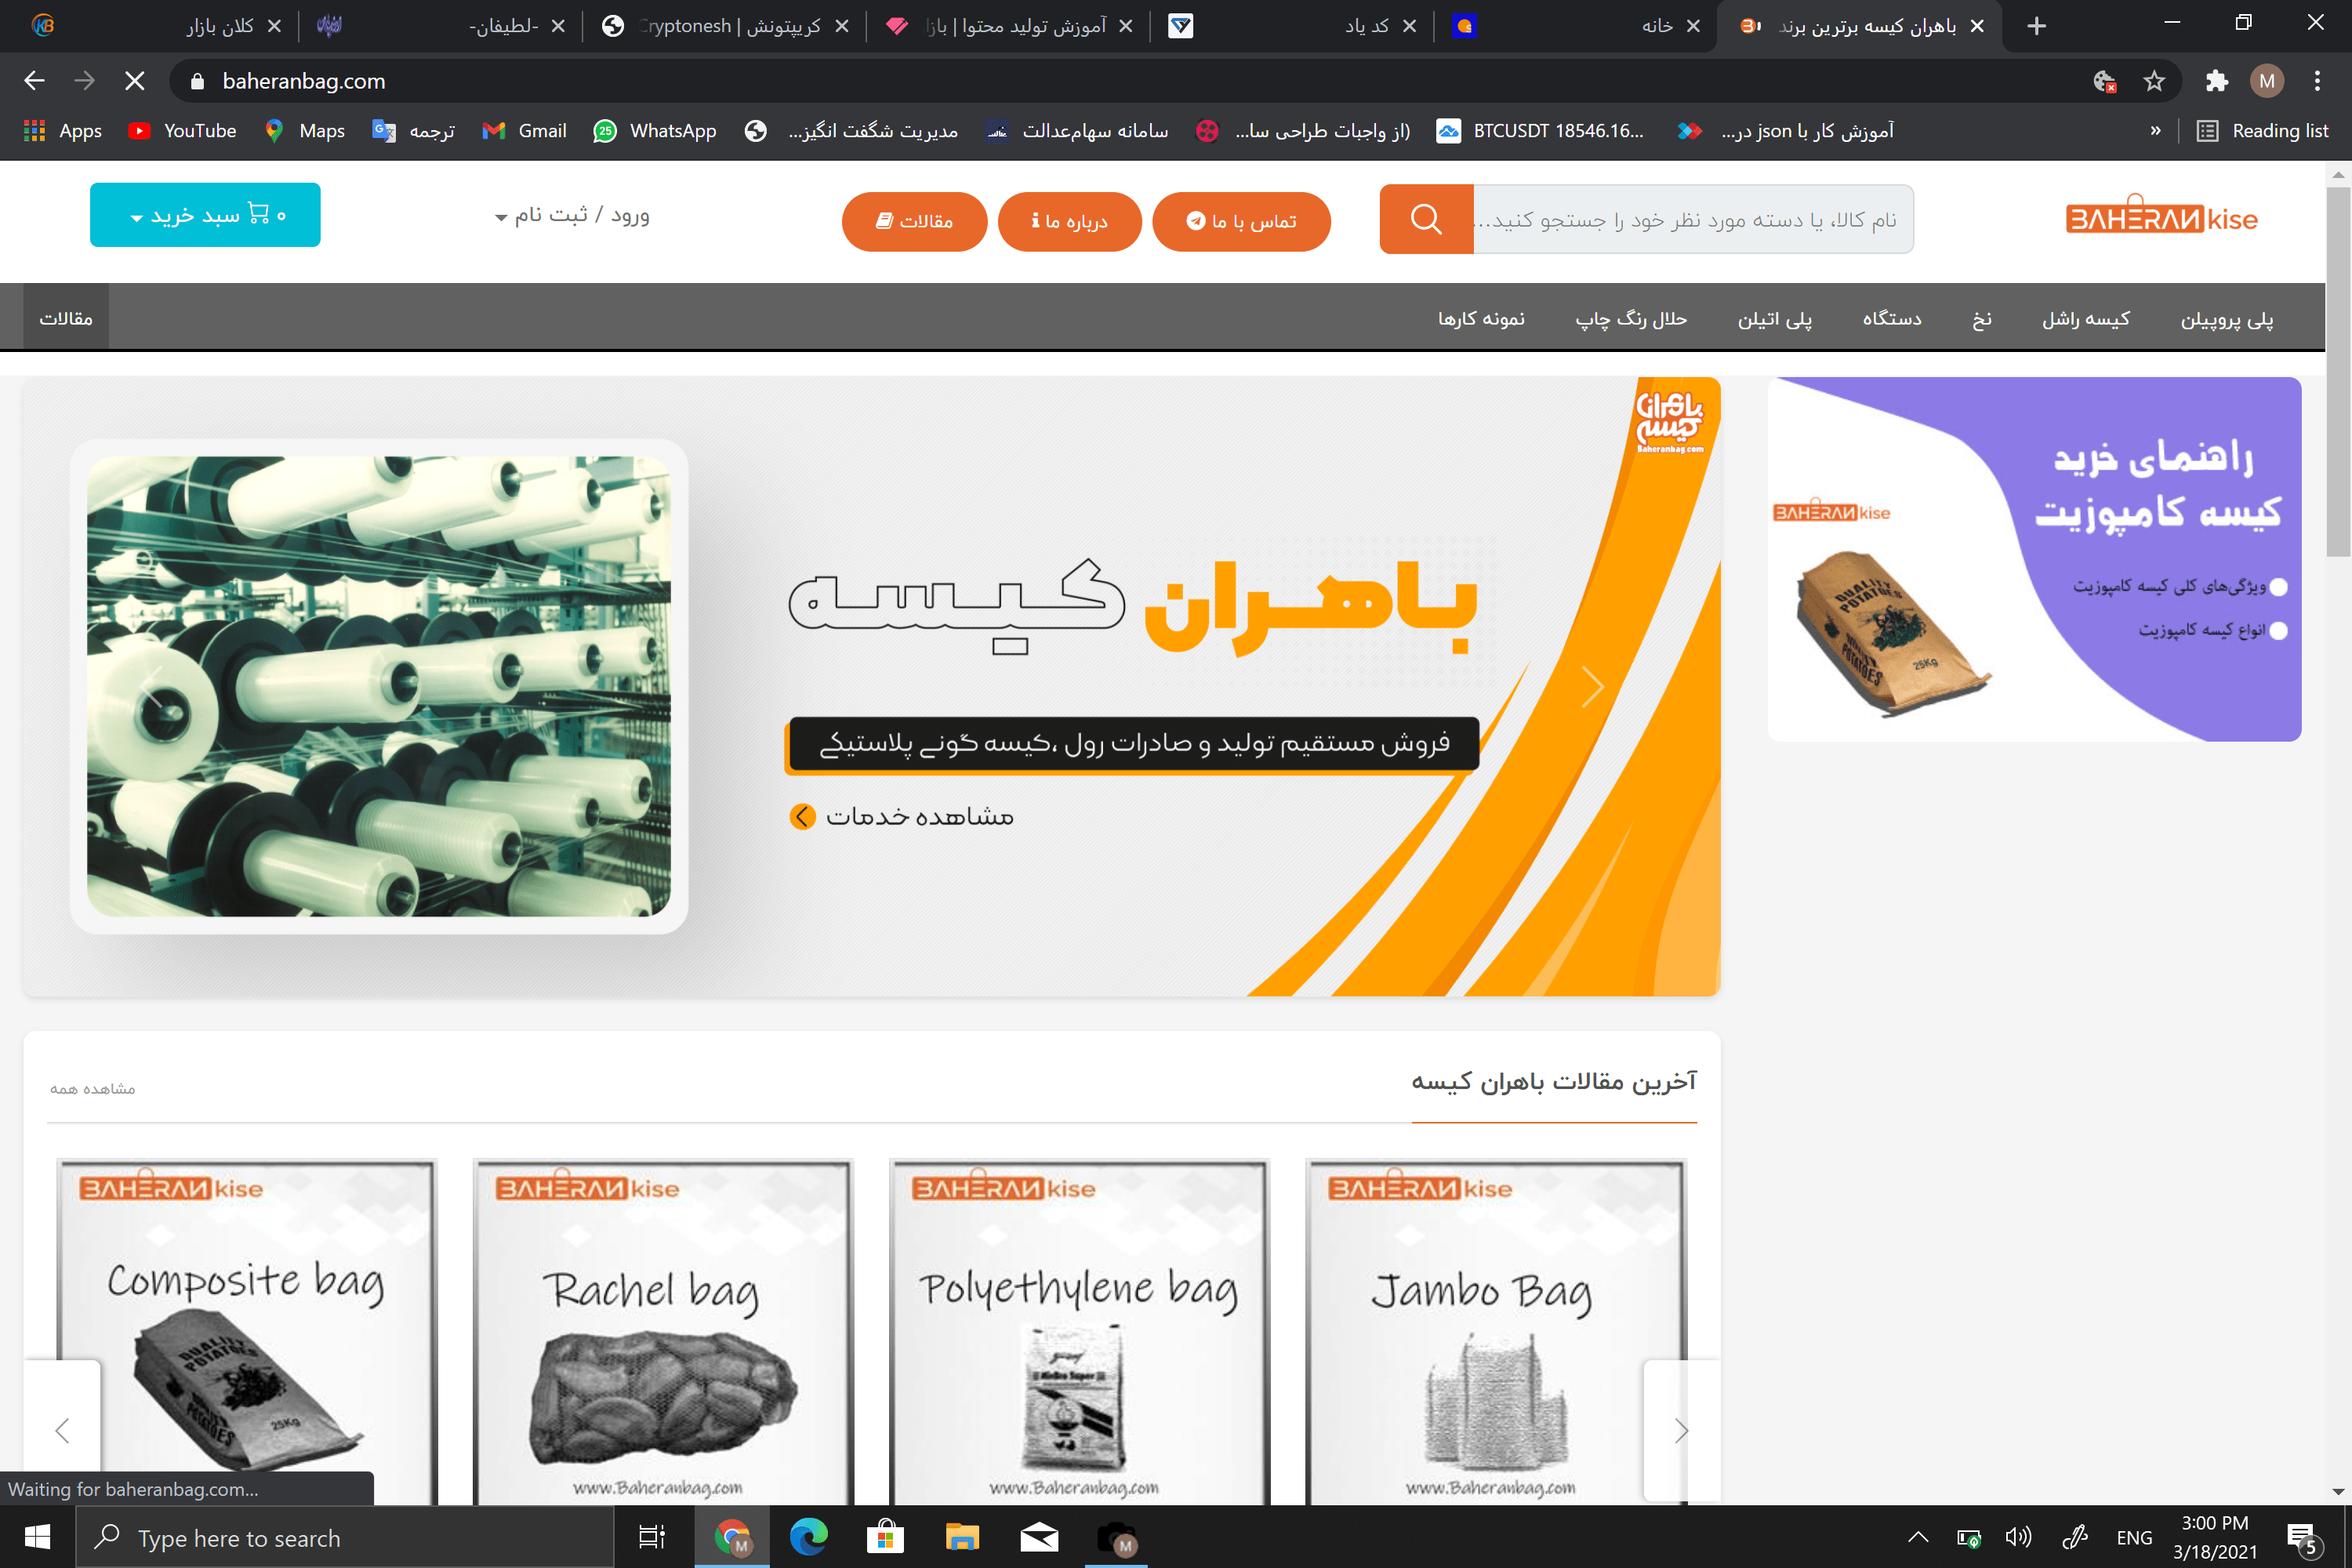 کلان بازار
-لطیفان-
کریپتونش | Cryptonesh
آموزش تولید محتوا | بازا
کد یاد
خانه
باهران کیسه برترین برند
baheranbag.com
M
Apps
YouTube
Maps
ترجمه
Gmail
WhatsApp
مدیریت شگفت انگیز...
سامانه سهام‌عدالت
(از واجبات طراحی سا...
BTCUSDT 18546.16...
آموزش کار با json در...
»
Reading list
BAHERAN kise
نام کالا، یا دسته مورد نظر خود را جستجو کنید...
تماس با ما
درباره ما
مقالات
ورود / ثبت نام
۰ سبد خرید
پلی پروپیلن
کیسه راشل
نخ
دستگاه
پلی اتیلن
حلال رنگ چاپ
نمونه کارها
مقالات
راهنمای خرید
کیسه کامپوزیت
BAHERAN kise
ویژگی‌های کلی کیسه کامپوزیت
انواع کیسه کامپوزیت
QUALITY
POTATOES
25Kg
باهران
کیسه
Baheranbag.com
باهران کیسه
فروش مستقیم تولید و صادرات رول ،کیسه گونی پلاستیکی
مشاهده خدمات
آخرین مقالات باهران کیسه
مشاهده همه
BAHERAN kise
Composite bag
QUALITY
POTATOES
25Kg
BAHERAN kise
Rachel bag
www.Baheranbag.com
BAHERAN kise
Polyethylene bag
www.Baheranbag.com
BAHERAN kise
Jambo Bag
www.Baheranbag.com
Waiting for baheranbag.com...
Type here to search
M
M
ENG
3:00 PM
3/18/2021
5